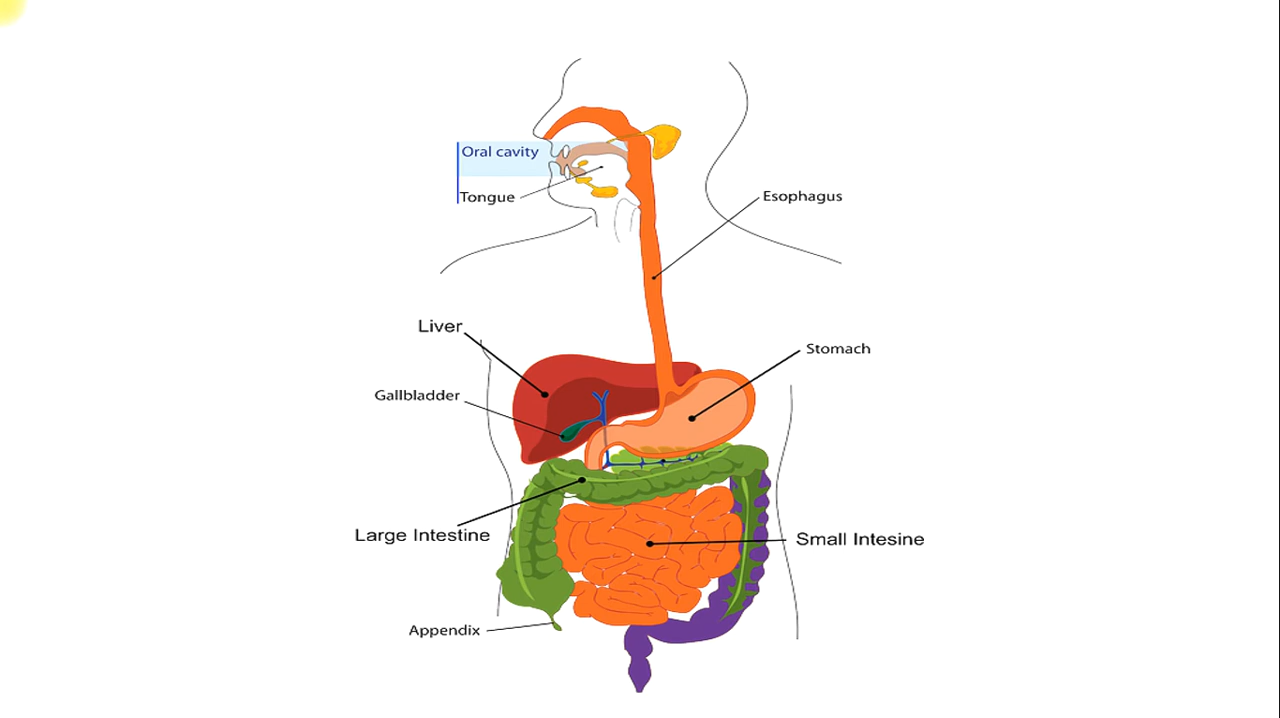 Oral cavity
Tongue
Esophagus
Liver
Stomach
Gallbladder
Large Intestine
Small Intesine
Appendix